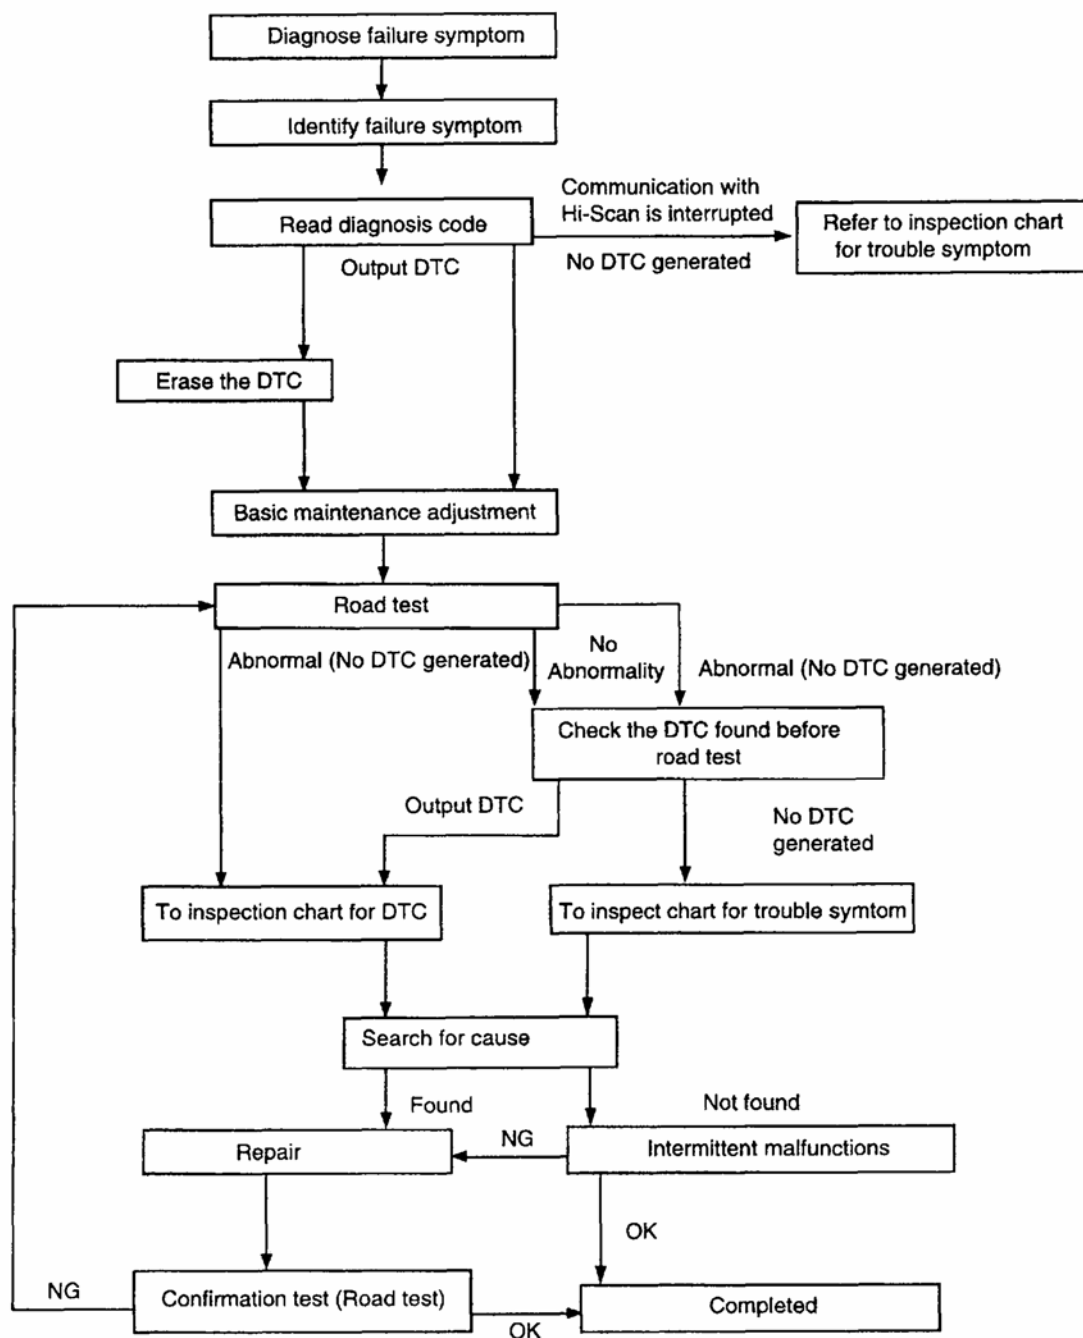 Diagnose failure symptom
Identify failure symptom
Read diagnosis code
Communication with
Hi-Scan is interrupted
No DTC generated
Refer to inspection chart
for trouble symptom
Output DTC
Erase the DTC
Basic maintenance adjustment
Road test
Abnormal (No DTC generated)
No
Abnormality
Abnormal (No DTC generated)
Check the DTC found before
road test
Output DTC
No DTC
generated
To inspection chart for DTC
To inspect chart for trouble symtom
Search for cause
Found
Not found
Repair
NG
Intermittent malfunctions
OK
NG
Confirmation test (Road test)
OK
Completed